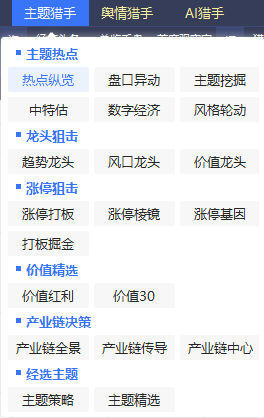 主题猎手 舆情猎手 AI猎手
主题热点
热点纵览 盘口异动 主题挖掘
中特估 数字经济 风格轮动
龙头狙击
趋势龙头 风口龙头 价值龙头
涨停狙击
涨停打板 涨停棱镜 涨停基因
打板掘金
价值精选
价值红利 价值30
产业链决策
产业链全景 产业链传导 产业链中心
经选主题
主题策略 主题精选